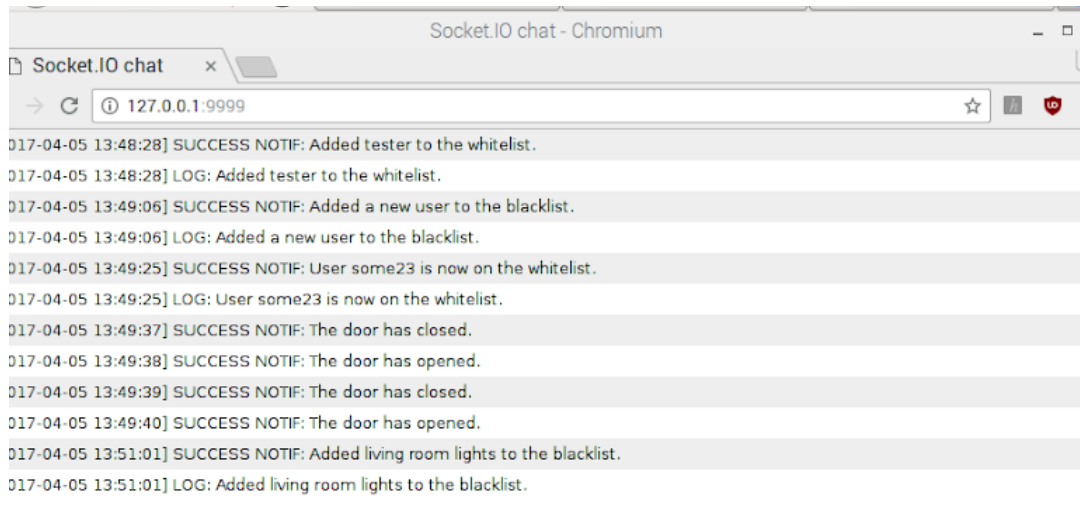 Socket.IO chat - Chromium
Socket.IO chat
127.0.0.1:9999
017-04-05 13:48:28] SUCCESS NOTIF: Added tester to the whitelist.
017-04-05 13:48:28] LOG: Added tester to the whitelist.
017-04-05 13:49:06] SUCCESS NOTIF: Added a new user to the blacklist.
017-04-05 13:49:06] LOG: Added a new user to the blacklist.
017-04-05 13:49:25] SUCCESS NOTIF: User some23 is now on the whitelist.
017-04-05 13:49:25] LOG: User some23 is now on the whitelist.
017-04-05 13:49:37] SUCCESS NOTIF: The door has closed.
017-04-05 13:49:38] SUCCESS NOTIF: The door has opened.
017-04-05 13:49:39] SUCCESS NOTIF: The door has closed.
017-04-05 13:49:40] SUCCESS NOTIF: The door has opened.
017-04-05 13:51:01] SUCCESS NOTIF: Added living room lights to the blacklist.
017-04-05 13:51:01] LOG: Added living room lights to the blacklist.